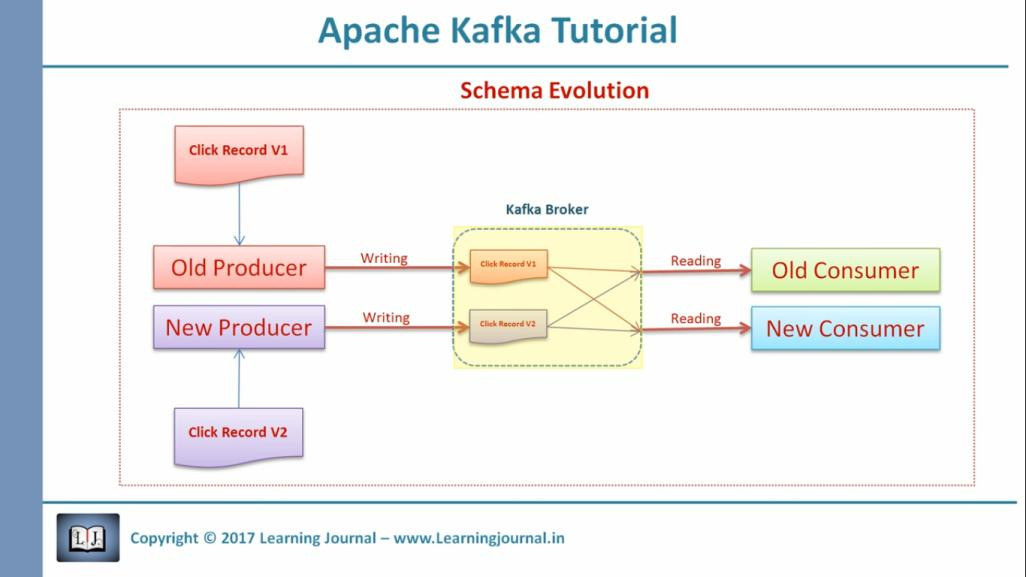 Apache Kafka Tutorial
Schema Evolution
Click Record V1
Kafka Broker
Old Producer
Writing
Click Record V1
Reading
Old Consumer
New Producer
Writing
Click Record V2
Reading
New Consumer
Click Record V2
LJ
Copyright © 2017 Learning Journal – www.Learningjournal.in